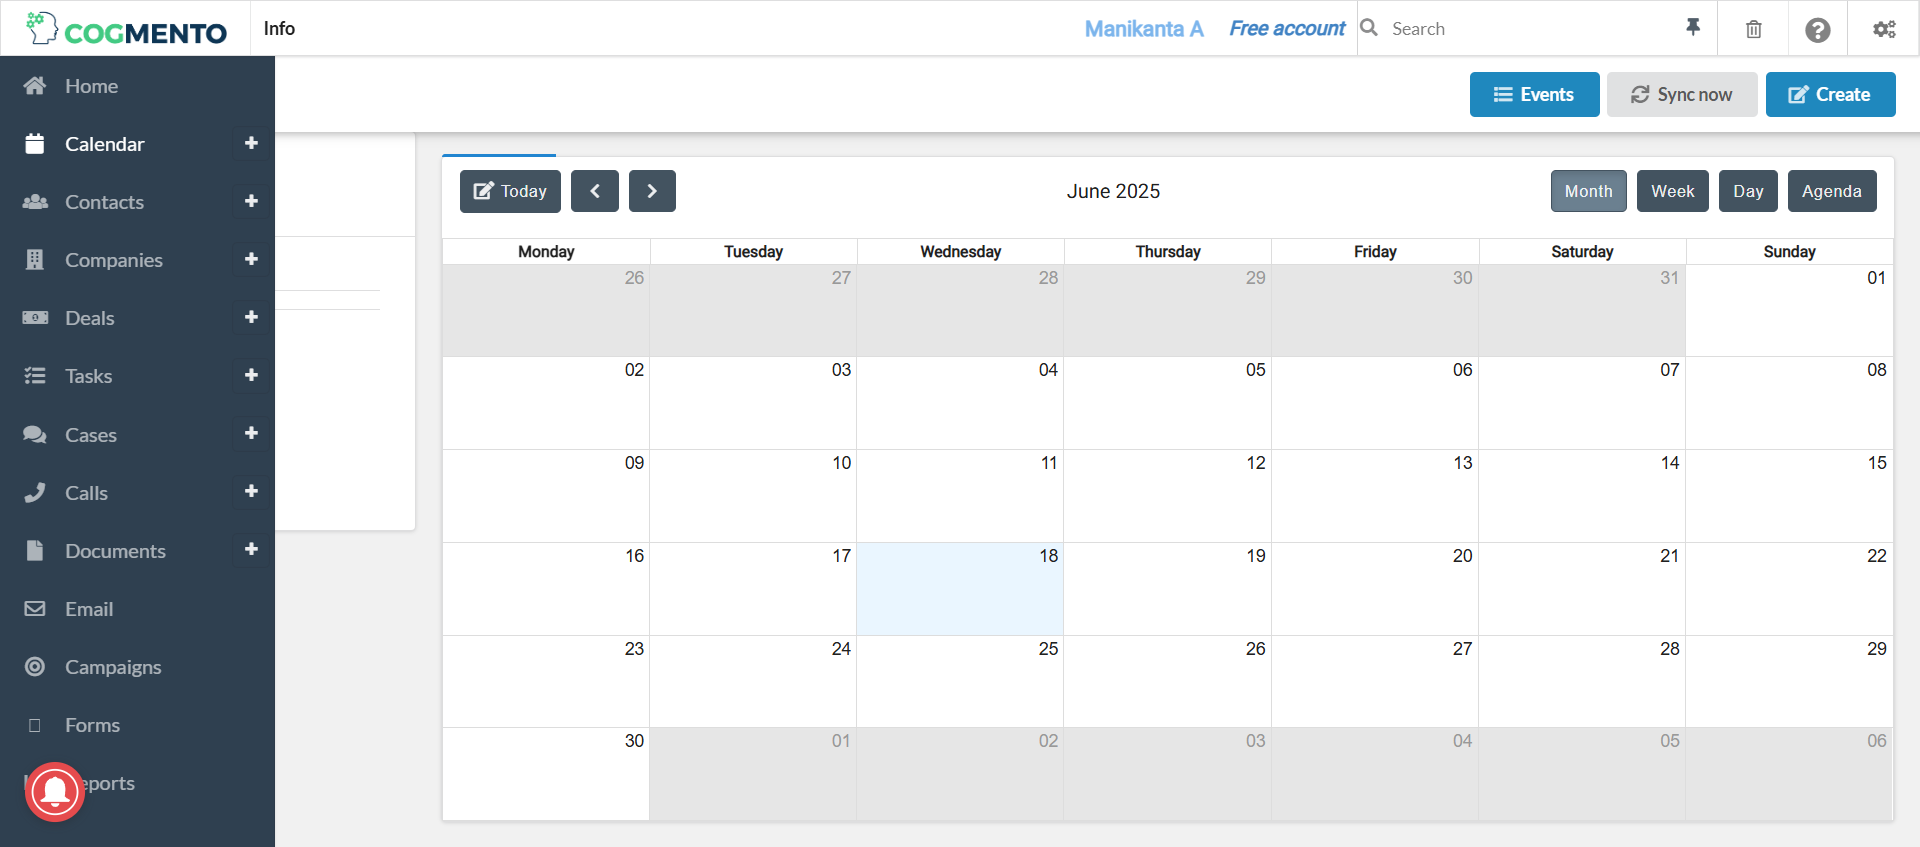 COGMENTO
Info
Manikanta A
Free account
Search
Home
Calendar
Contacts
Companies
Deals
Tasks
Cases
Calls
Documents
Email
Campaigns
Forms
eports
Events
Sync now
Create
Today
June 2025
Month
Week
Day
Agenda
Monday Tuesday Wednesday Thursday Friday Saturday Sunday
26 27 28 29 30 31 01
02 03 04 05 06 07 08
09 10 11 12 13 14 15
16 17 18 19 20 21 22
23 24 25 26 27 28 29
30 01 02 03 04 05 06